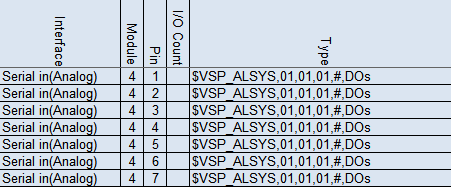 Interface Module Pin I/O Count Type
Serial in(Analog) 4 1 $VSP_ALSYS,01,01,01,#,DOs
Serial in(Analog) 4 2 $VSP_ALSYS,01,01,01,#,DOs
Serial in(Analog) 4 3 $VSP_ALSYS,01,01,01,#,DOs
Serial in(Analog) 4 4 $VSP_ALSYS,01,01,01,#,DOs
Serial in(Analog) 4 5 $VSP_ALSYS,01,01,01,#,DOs
Serial in(Analog) 4 6 $VSP_ALSYS,01,01,01,#,DOs
Serial in(Analog) 4 7 $VSP_ALSYS,01,01,01,#,DOs